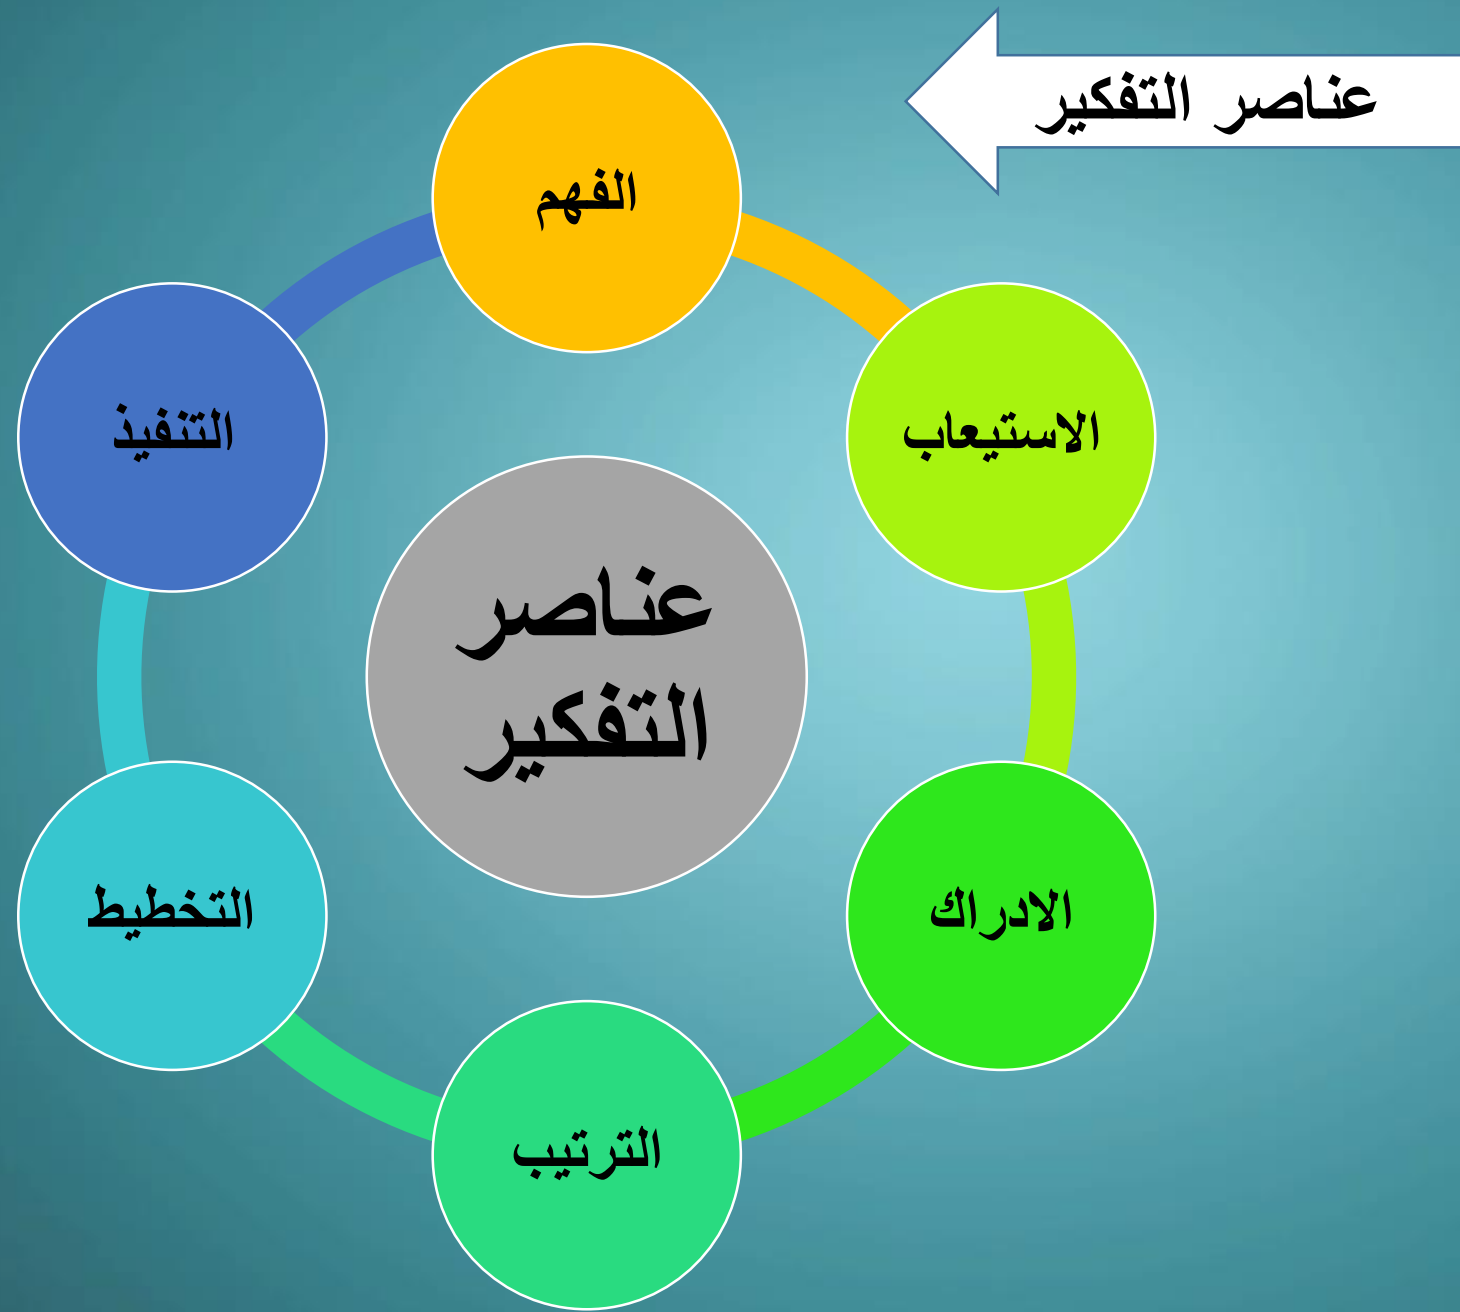 عناصر التفكير
الفهم
الاستيعاب
الادراك
الترتيب
التخطيط
التنفيذ
عناصر
التفكير